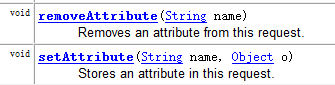 void removeAttribute(String name)
Removes an attribute from this request.
void setAttribute(String name, Object o)
Stores an attribute in this request.